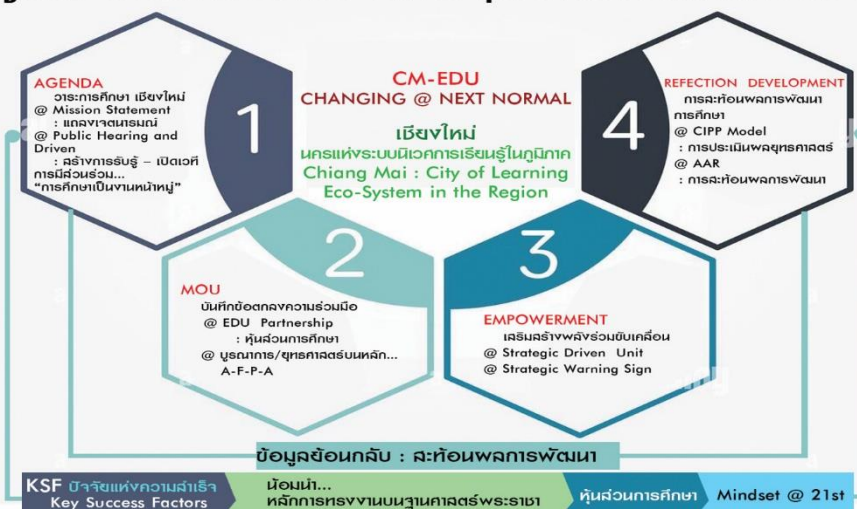 AGENDA
วาระการศึกษา เชียงใหม่
@ Mission Statement
: แถลงเจตนารมณ์
@ Public Hearing and
Driven
: สร้างการรับรู้ – เปิดเวที
การมีส่วนร่วม...
“การศึกษาเป็นงานหน้าหมู่”
1
CM-EDU
CHANGING @ NEXT NORMAL
เชียงใหม่
นครแห่งระบบนิเวศการเรียนรู้ในภูมิภาค
Chiang Mai : City of Learning
Eco-System in the Region
4
REFECTION DEVELOPMENT
การสะท้อนผลการพัฒนา
การศึกษา
@ CIPP Model
: การประเมินผลยุทธศาสตร์
@ AAR
: การสะท้อนผลการพัฒนา
2
MOU
บันทึกข้อตกลงความร่วมมือ
@ EDU Partnership
: หุ้นส่วนการศึกษา
@ บูรณาการ/ยุทธศาสตร์บนหลัก...
A-F-P-A
3
EMPOWERMENT
เสริมสร้างพลังร่วมขับเคลื่อน
@ Strategic Driven Unit
@ Strategic Warning Sign
ข้อมูลย้อนกลับ : สะท้อนผลการพัฒนา
KSF ปัจจัยแห่งความสำเร็จ
Key Success Factors
น้อมนำ...
หลักการทรงงานบนฐานศาสตร์พระราชา
หุ้นส่วนการศึกษา
Mindset @ 21st